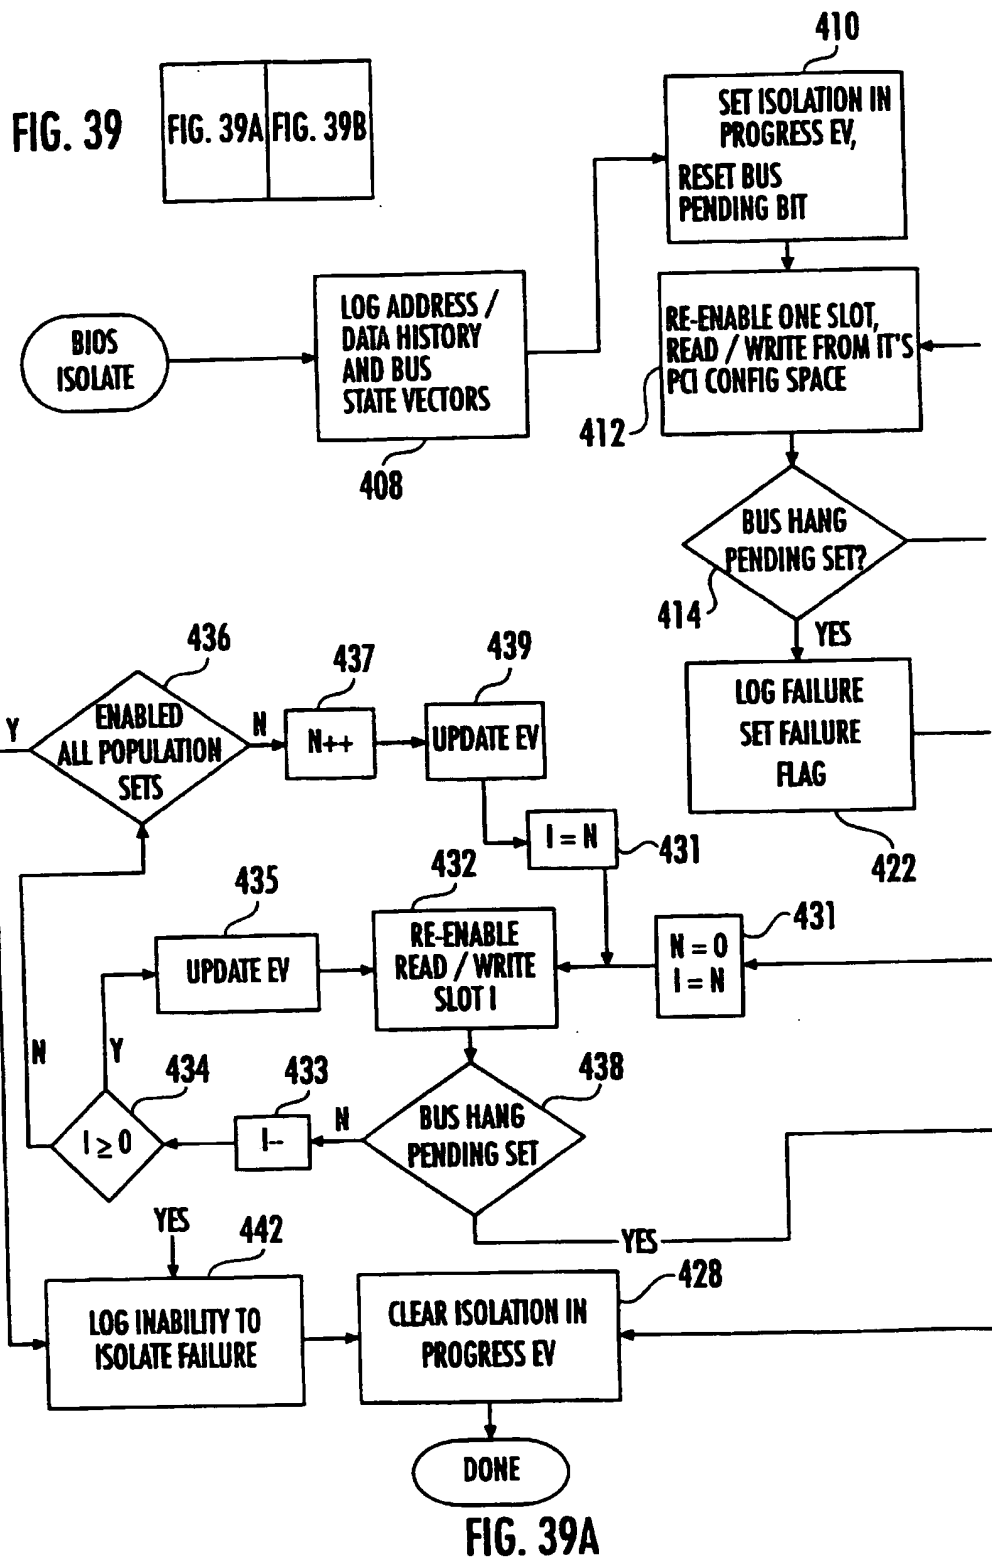 410
FIG. 39
FIG. 39A
FIG. 39B
SET ISOLATION IN
PROGRESS EV,
RESET BUS
PENDING BIT
BIOS
ISOLATE
LOG ADDRESS /
DATA HISTORY
AND BUS
STATE VECTORS
408
RE-ENABLE ONE SLOT,
READ / WRITE FROM IT'S
PCI CONFIG SPACE
412
BUS HANG
PENDING SET?
414
YES
LOG FAILURE
SET FAILURE
FLAG
422
436
Y
ENABLED
ALL POPULATION
SETS
N
437
N++
439
UPDATE EV
I = N
431
435
UPDATE EV
432
RE-ENABLE
READ / WRITE
SLOT I
431
N = 0
I = N
N
Y
434
I ≥ 0
433
I--
N
438
BUS HANG
PENDING SET
YES
YES
442
LOG INABILITY TO
ISOLATE FAILURE
428
CLEAR ISOLATION IN
PROGRESS EV
DONE
FIG. 39A